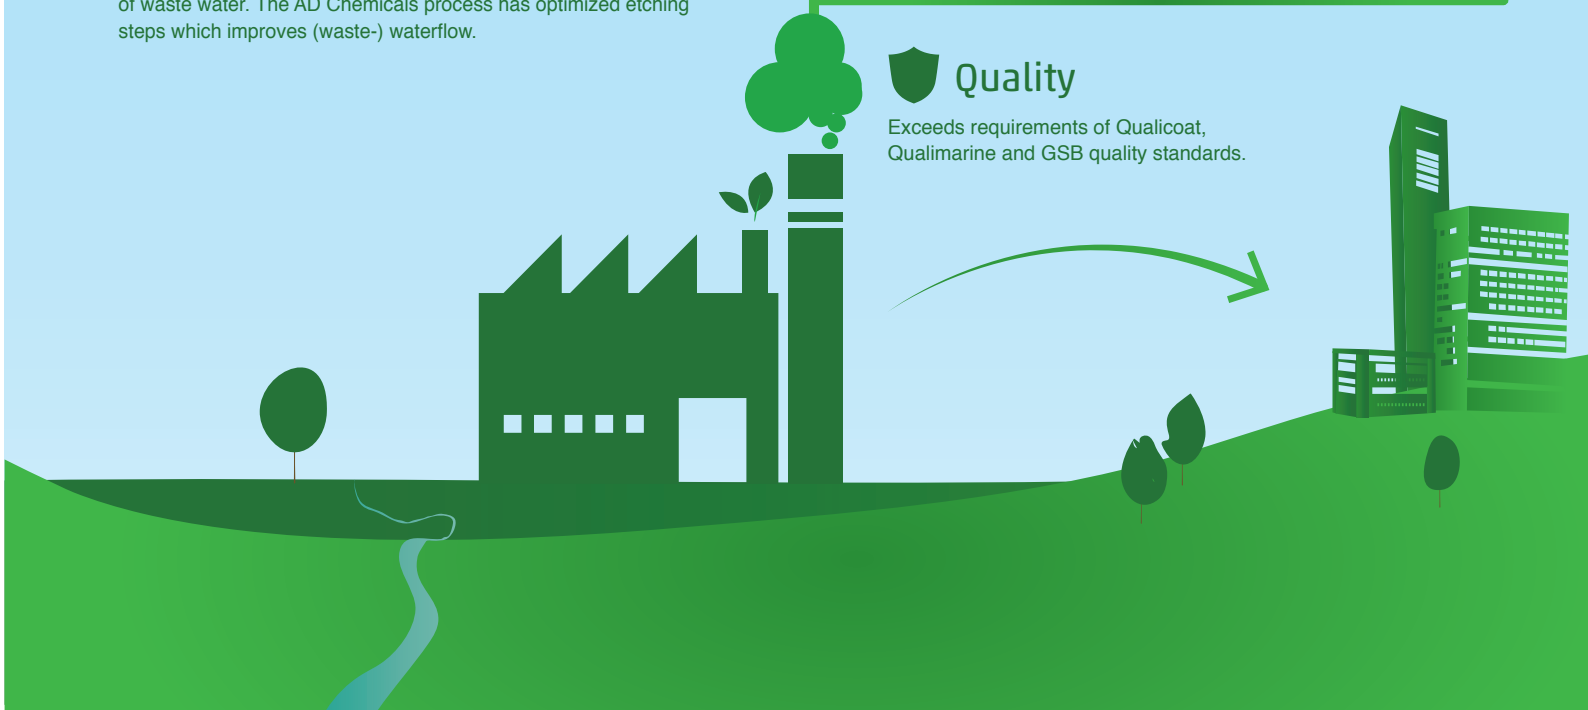 of waste water. The AD Chemicals process has optimized etching
steps which improves (waste-) waterflow.
Quality
Exceeds requirements of Qualicoat,
Qualimarine and GSB quality standards.